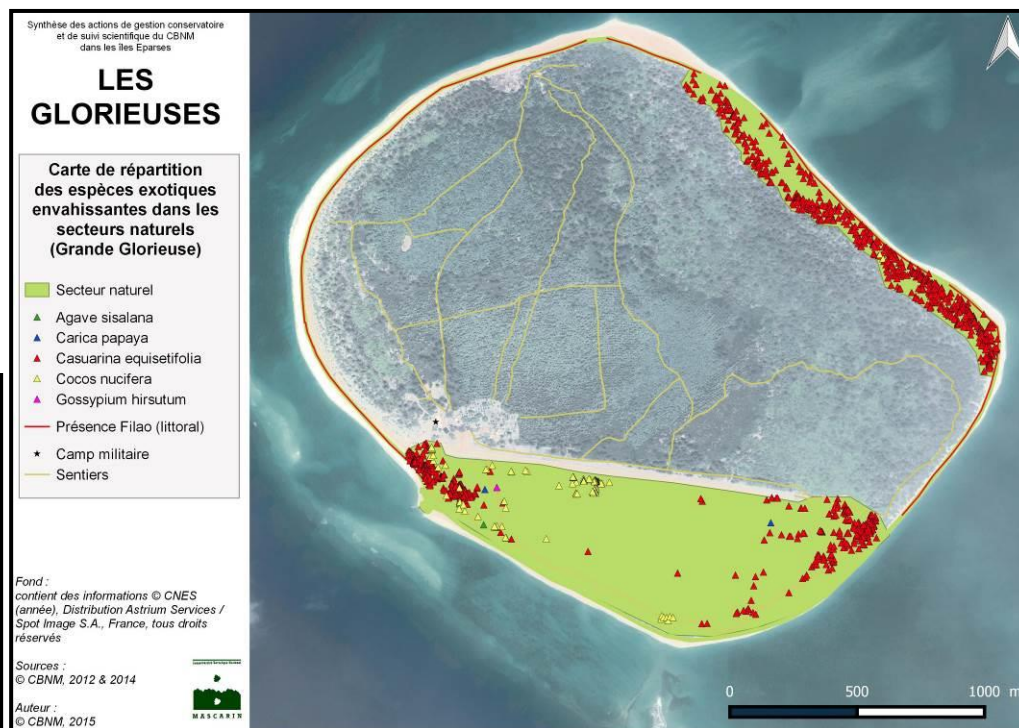 Synthèse des actions de gestion conservatoire
et de suivi scientifique du CBNM
dans les îles Eparses
LES
GLORIEUSES
Carte de répartition
des espèces exotiques
envahissantes dans les
secteurs naturels
(Grande Glorieuse)
Secteur naturel
Agave sisalana
Carica papaya
Casuarina equisetifolia
Cocos nucifera
Gossypium hirsutum
Présence Filao (littoral)
Camp militaire
Sentiers
Fond :
contient des informations © CNES
(année), Distribution Astrium Services /
Spot Image S.A., France, tous droits
réservés
Sources :
© CBNM, 2012 & 2014
Auteur :
© CBNM, 2015
MASCARIN
0 500 1000 m